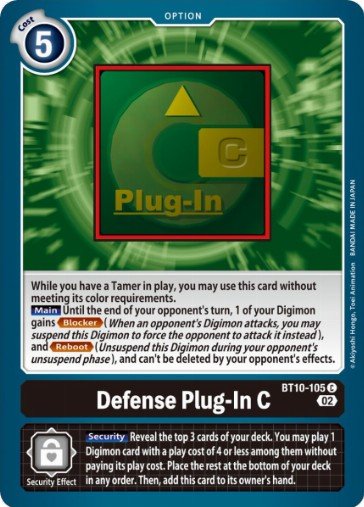 OPTION
Cost
5
C
Plug-In
©Akiyoshi Hongo, Toei Animation BANDAI MADE IN JAPAN
While you have a Tamer in play, you may use this card without
meeting its color requirements.
Main Until the end of your opponent's turn, 1 of your Digimon
gains Blocker (When an opponent's Digimon attacks, you may
suspend this Digimon to force the opponent to attack it instead),
and Reboot (Unsuspend this Digimon during your opponent's
unsuspend phase), and can't be deleted by your opponent's effects.
BT10-105 C
Defense Plug-In C
02
Security Reveal the top 3 cards of your deck. You may play 1
Digimon card with a play cost of 4 or less among them without
paying its play cost. Place the rest at the bottom of your deck
in any order. Then, add this card to its owner's hand.
Security Effect